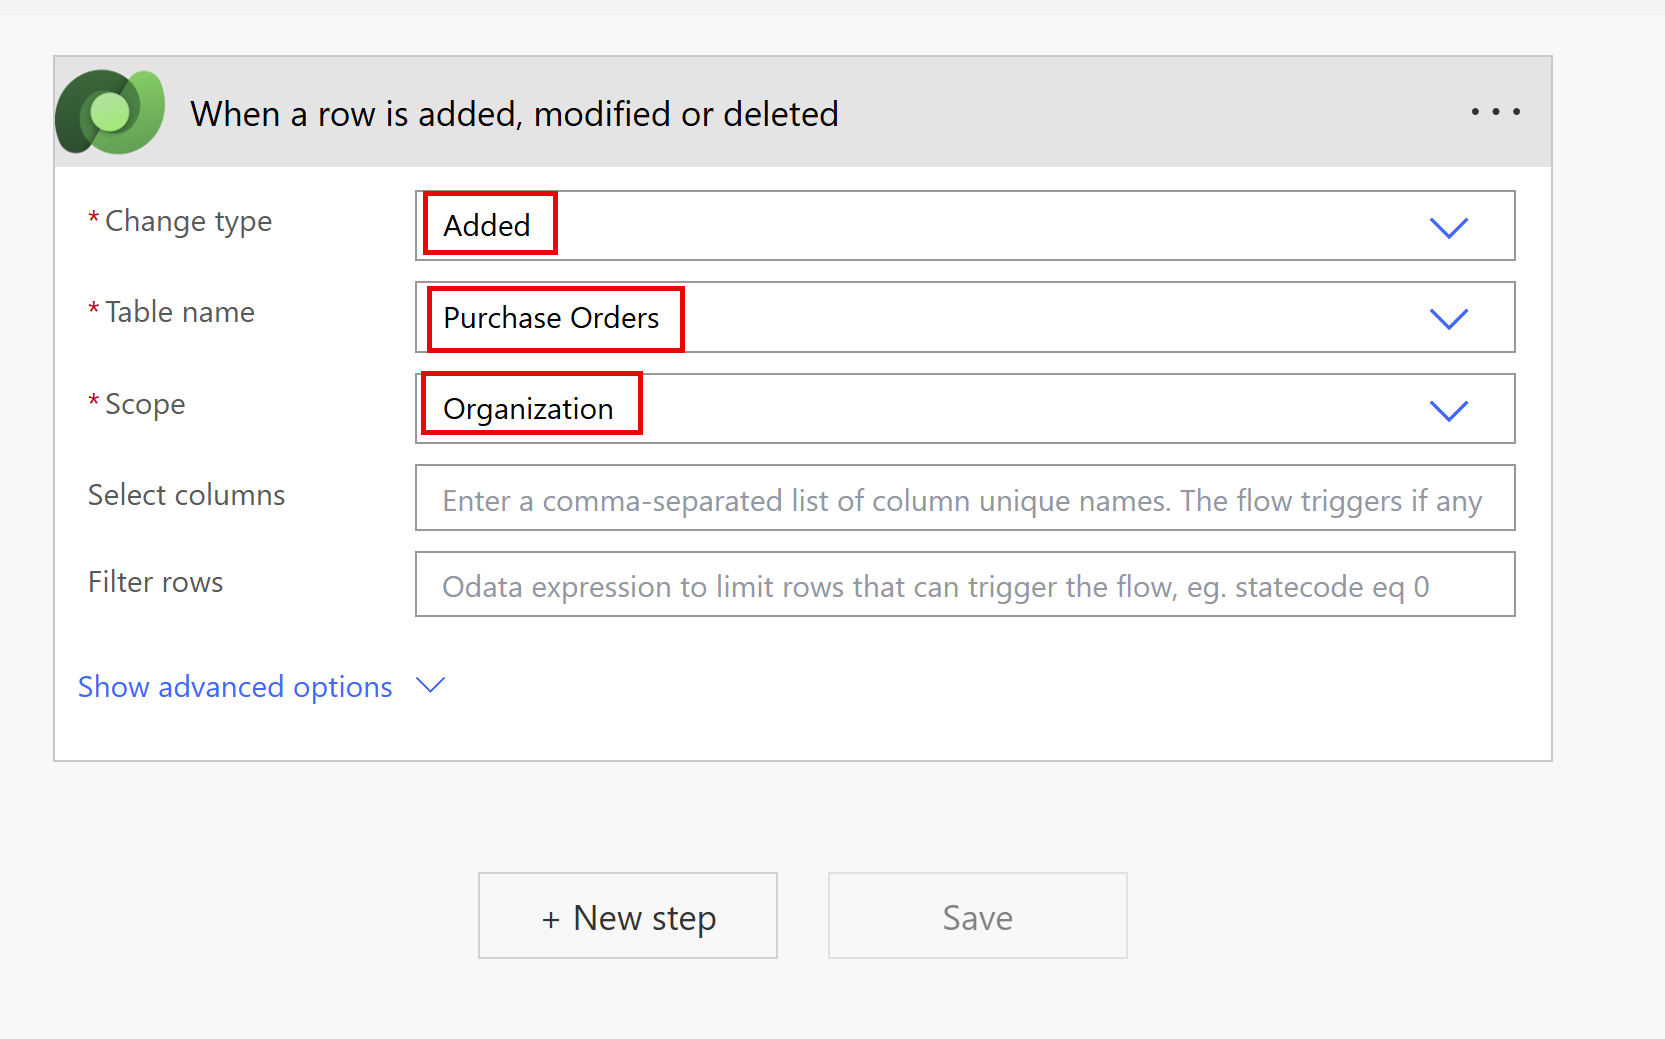 When a row is added, modified or deleted
* Change type
Added
* Table name
Purchase Orders
* Scope
Organization
Select columns
Enter a comma-separated list of column unique names. The flow triggers if any
Filter rows
Odata expression to limit rows that can trigger the flow, eg. statecode eq 0
Show advanced options
+ New step
Save